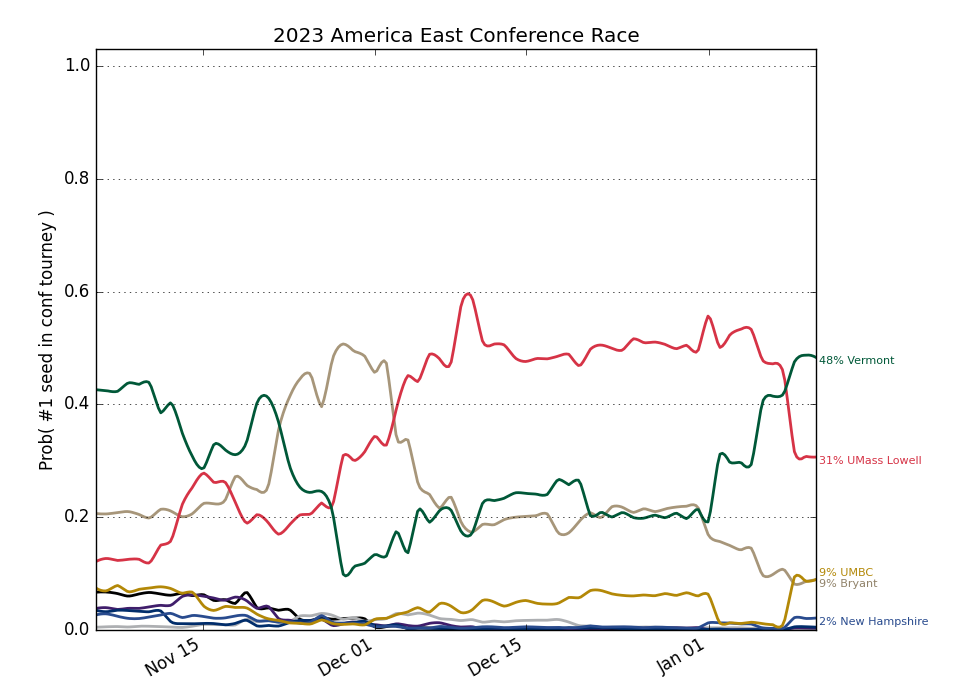 2023 America East Conference Race
Prob( #1 seed in conf tourney )
1.0
0.8
0.6
0.4
0.2
0.0
Nov 15
Dec 01
Dec 15
Jan 01
48% Vermont
31% UMass Lowell
9% UMBC
9% Bryant
2% New Hampshire